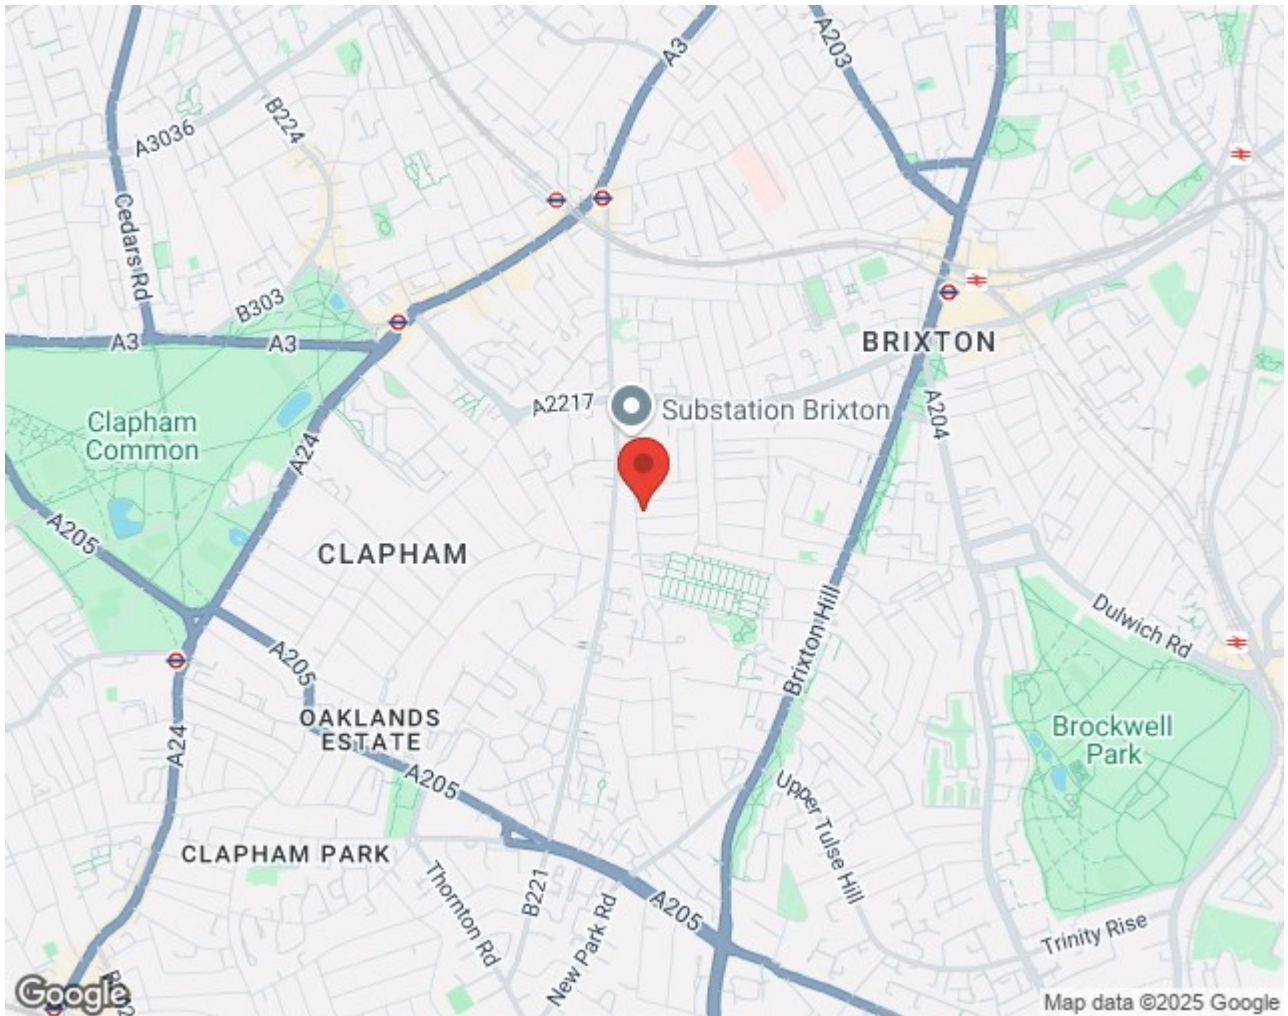 A3
A203
B224
A3036
Cedars Rd
B303
A3
A3
BRIXTON
A2217
Substation Brixton
A204
Clapham
Common
A24
A205
CLAPHAM
Dulwich Rd
Brixton Hill
A205
OAKLANDS
ESTATE
A24
Brockwell
Park
A205
Upper Tulse Hill
CLAPHAM PARK
Thornton Rd
B221
New Park Rd
A205
Trinity Rise
Google
Map data ©2025 Google